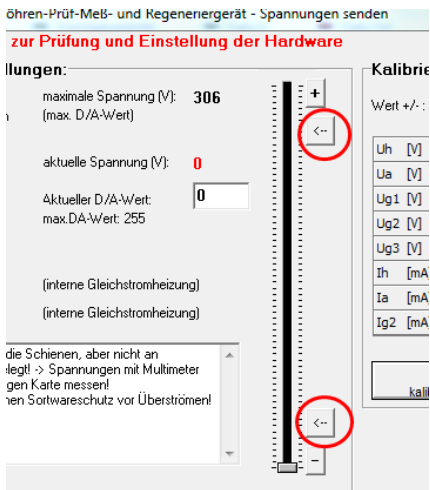 öhren-Prüf-Meß- und Regeneriergerät - Spannungen senden
zur Prüfung und Einstellung der Hardware
llungen:
maximale Spannung (V): 306
(max. D/A-Wert)
aktuelle Spannung (V): 0
Aktueller D/A-Wert: 0
max.DA-Wert: 255
(interne Gleichstromheizung)
(interne Gleichstromheizung)
die Schienen, aber nicht an
elegt! -> Spannungen mit Multimeter
gen Karte messen!
nen Sortwareschutz vor Überströmen!
+
<--
<--
-
Kalibrie
Wert +/- :
Uh [V]
Ua [V]
Ug1 [V]
Ug2 [V]
Ug3 [V]
Ih [mA]
Ia [mA]
Ig2 [mA]
kalil